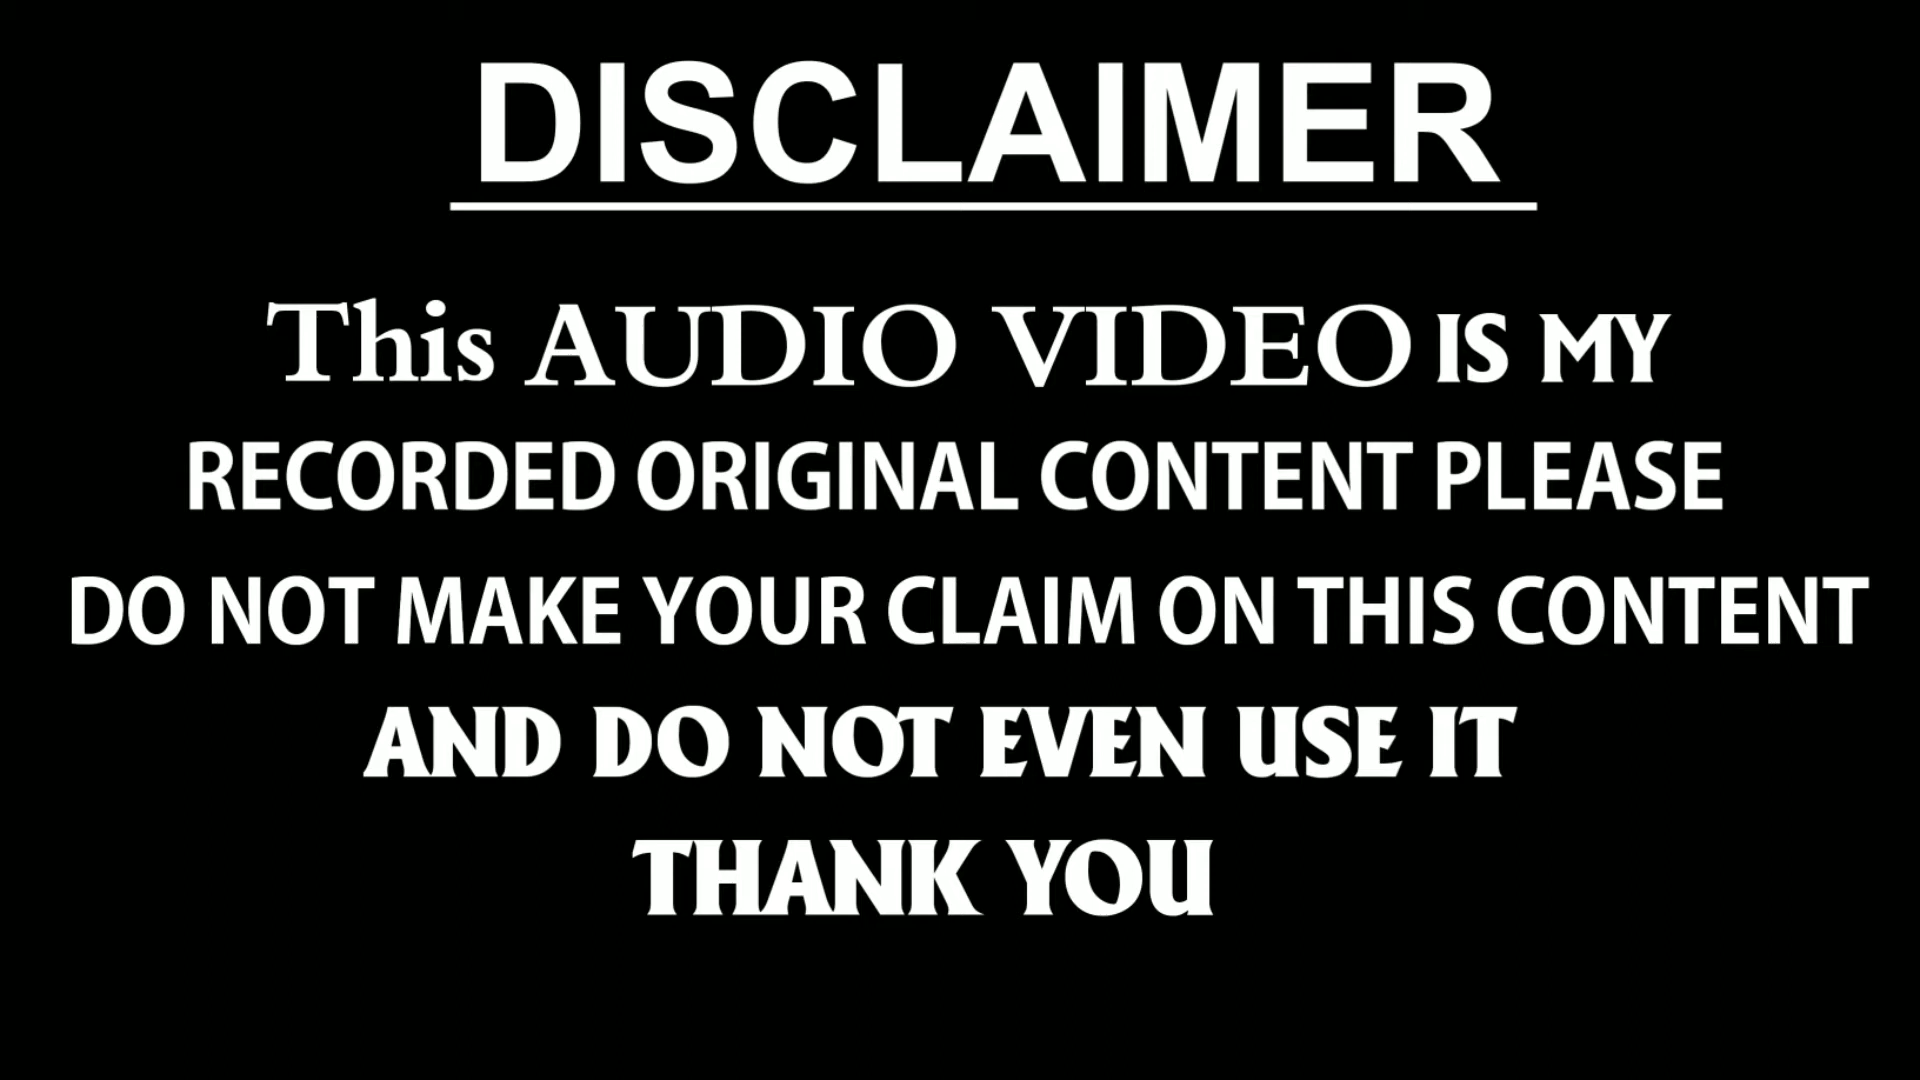 DISCLAIMER
This AUDIO VIDEO IS MY
RECORDED ORIGINAL CONTENT PLEASE
DO NOT MAKE YOUR CLAIM ON THIS CONTENT
AND DO NOT EVEN USE IT
THANK YOU